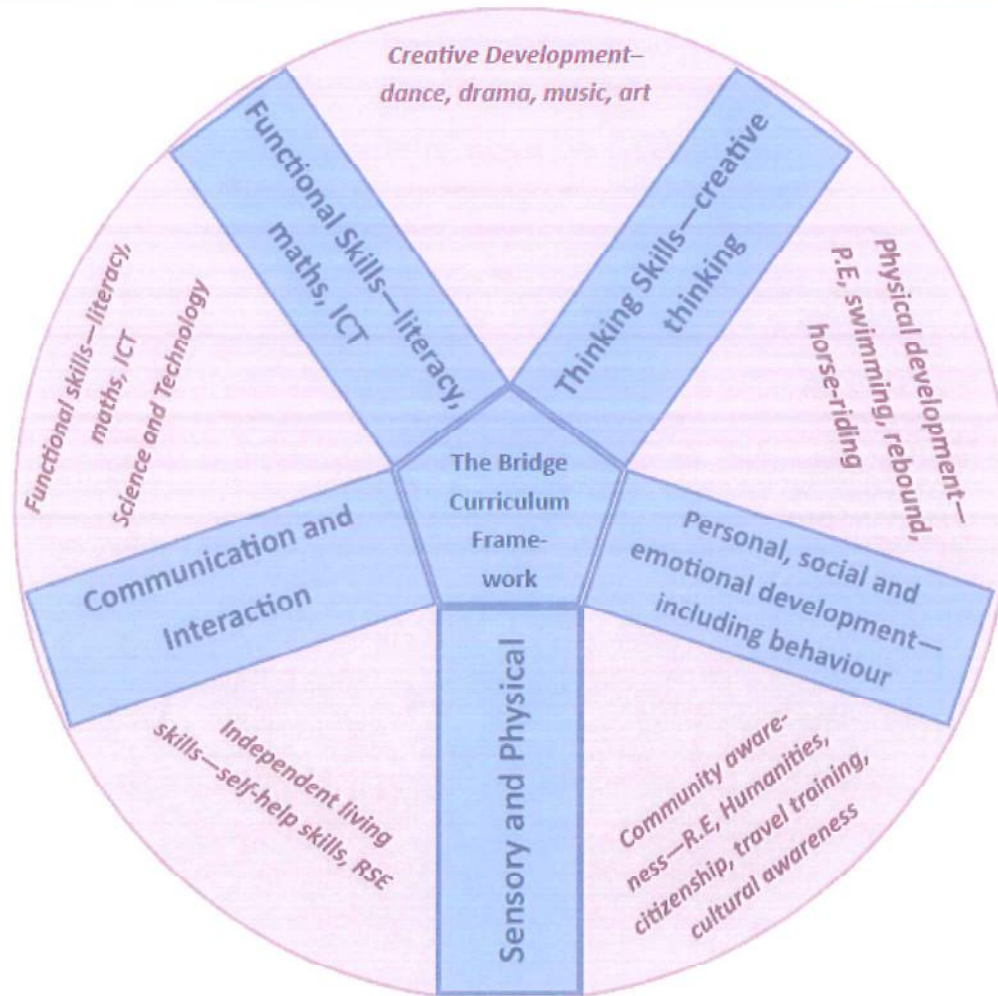 Creative Development–
dance, drama, music, art
Functional Skills—literacy,
maths, ICT
Thinking Skills—creative
thinking
Functional skills—literacy,
maths, ICT
Science and Technology
Physical development—
P.E, swimming, rebound,
horse-riding
The Bridge
Curriculum
Frame-
work
Communication and
Interaction
Personal, social and
emotional development—
including behaviour
Sensory and Physical
Independent living
skills—self-help skills, RSE
Community aware-
ness—R.E, Humanities,
citizenship, travel training,
cultural awareness